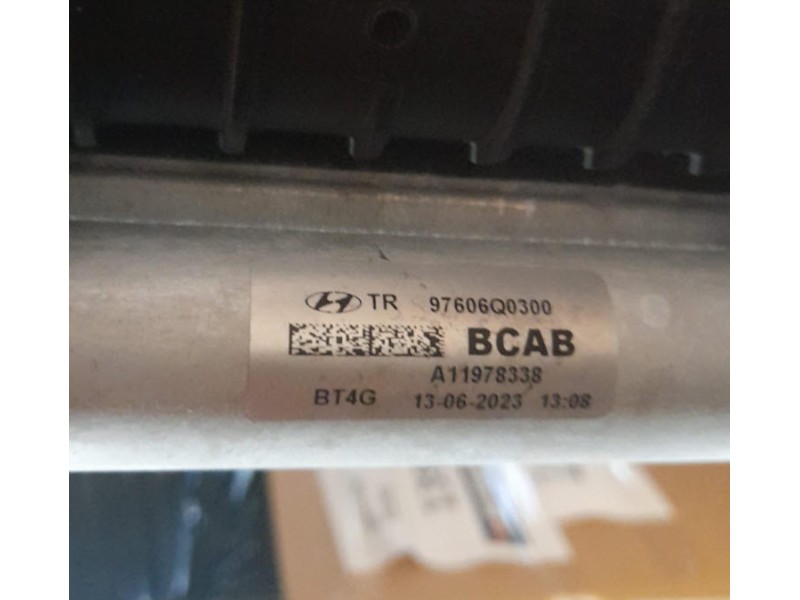 TR 97606Q0300
BCAB
A11978338
BT4G 13-06-2023 13:08